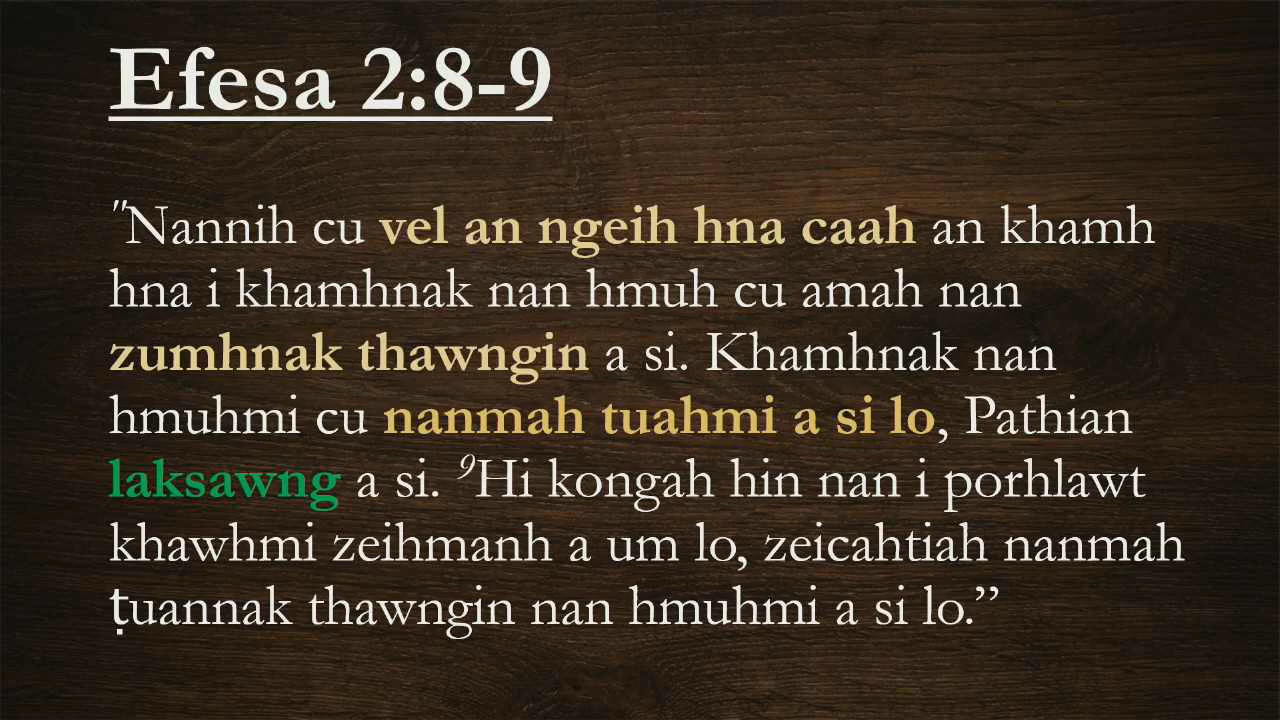 Efesa 2:8-9
"Nannih cu vel an ngeih hna caah an khamh
hna i khamhnak nan hmuh cu amah nan
zumhnak thawngin a si. Khamhnak nan
hmuhmi cu nanmah tuahmi a si lo, Pathian
laksawng a si. ⁹Hi kongah hin nan i porhlawt
khawhmi zeihmanh a um lo, zeicahtiah nanmah
ṭuannak thawngin nan hmuhmi a si lo.”